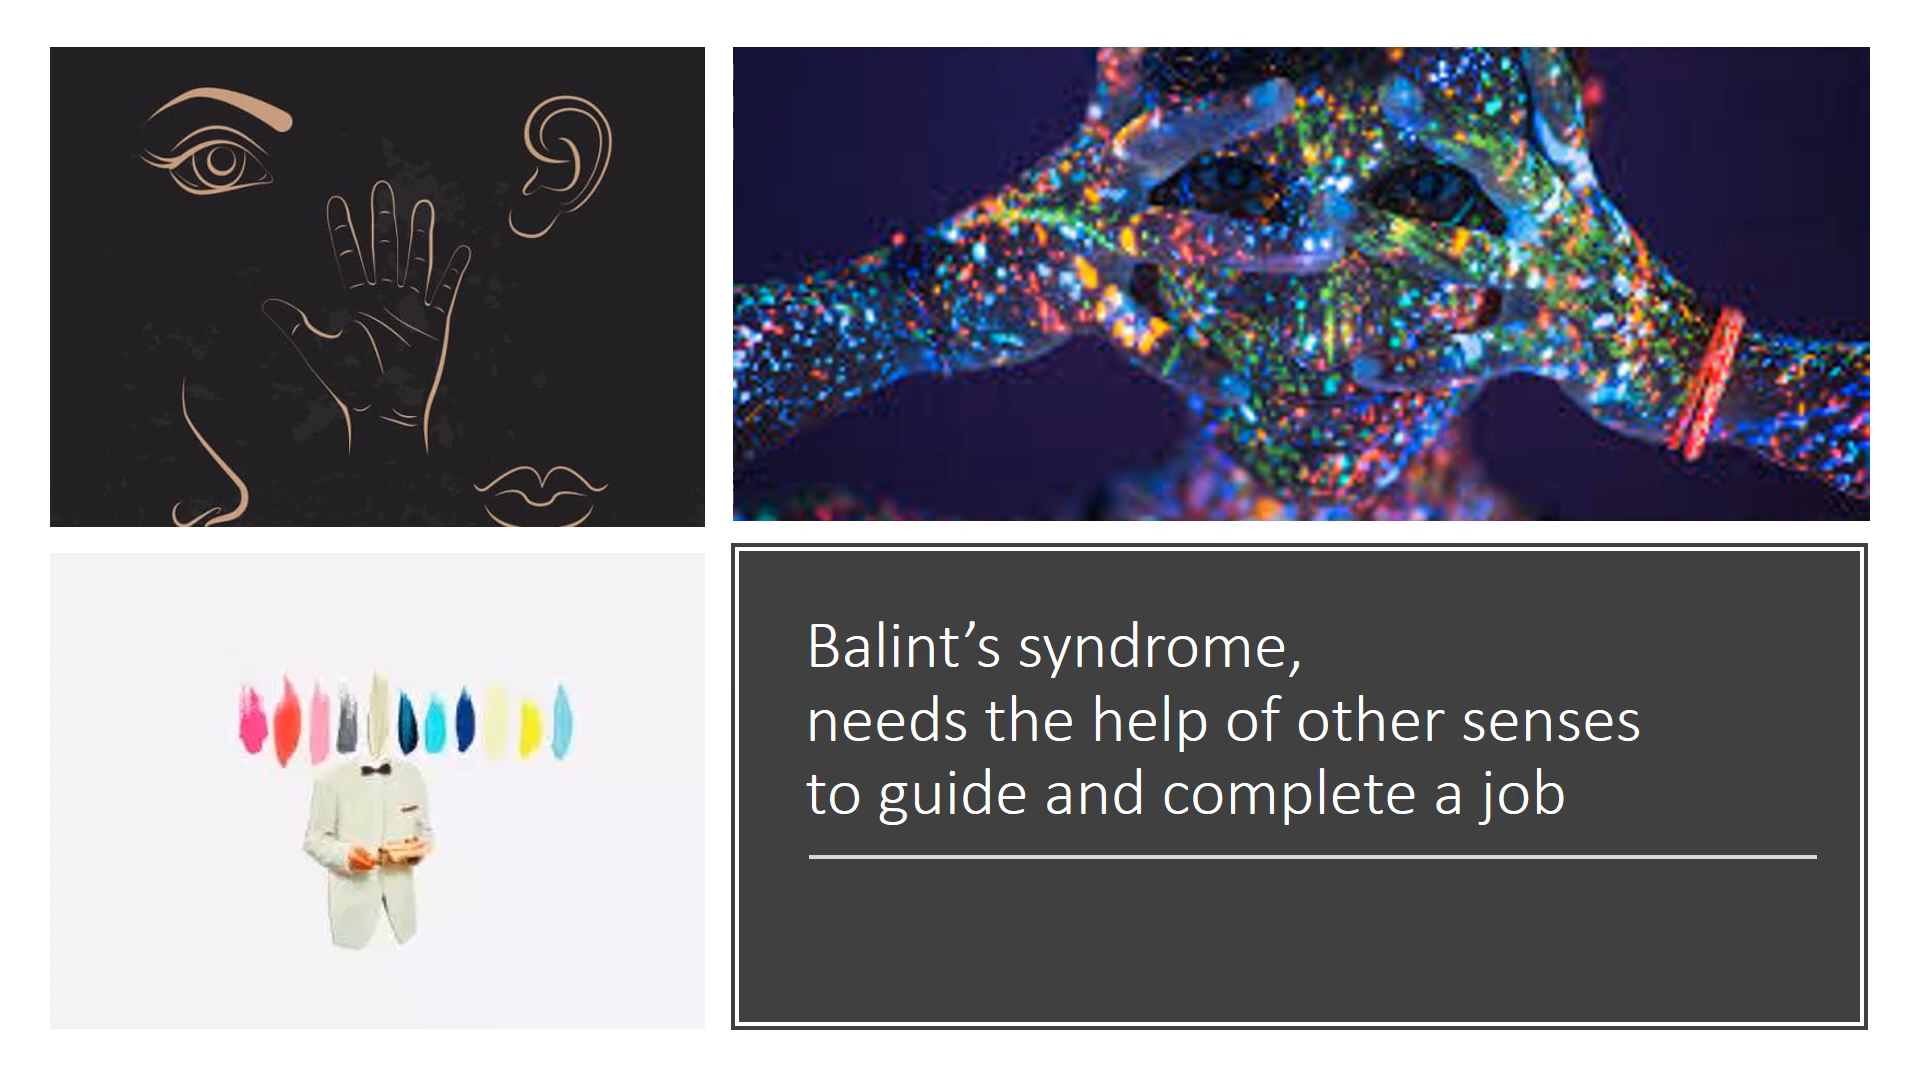 Balint’s syndrome,
needs the help of other senses
to guide and complete a job